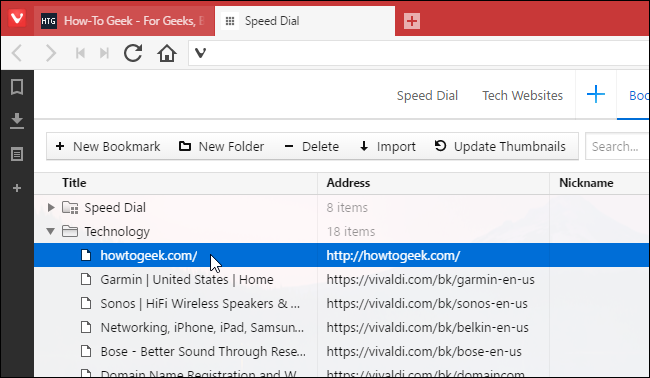 HTG How-To Geek - For Geeks, B Speed Dial
Speed Dial Tech Websites Boo
New Bookmark New Folder Delete Import Update Thumbnails Search...
Title Address Nickname
Speed Dial 8 items
Technology 18 items
howtogeek.com/ http://howtogeek.com/
Garmin | United States | Home https://vivaldi.com/bk/garmin-en-us
Sonos | HiFi Wireless Speakers & ... https://vivaldi.com/bk/sonos-en-us
Networking, iPhone, iPad, Samsun... https://vivaldi.com/bk/belkin-en-us
Bose - Better Sound Through Rese... https://vivaldi.com/bk/bose-en-us
Domain Name Registration and W... https://vivaldi.com/bk/domaincom